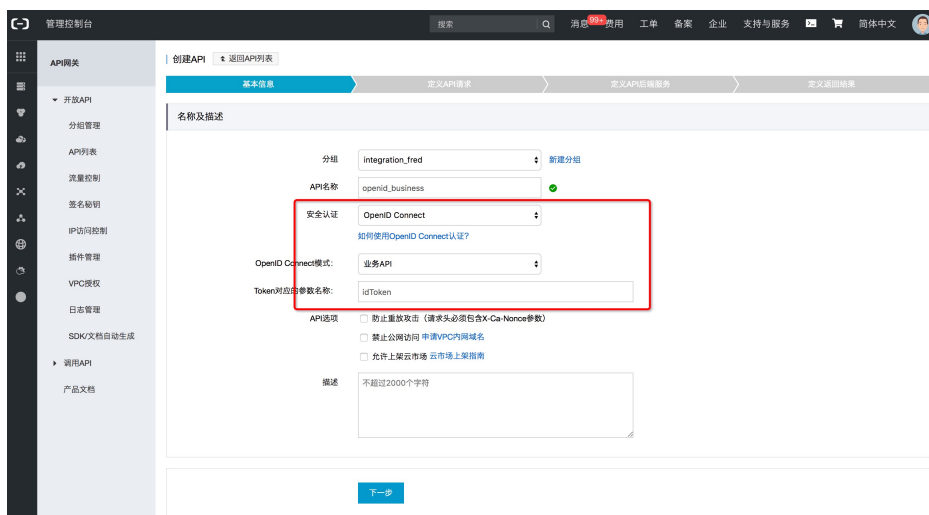 管理控制台
搜索
消息 99+ 费用 工单 备案 企业 支持与服务 简体中文
API网关
开放API
分组管理
API列表
流量控制
签名秘钥
IP访问控制
插件管理
VPC授权
日志管理
SDK/文档自动生成
调用API
产品文档
创建API 返回API列表
基本信息 定义API请求 定义API后端服务 定义返回结果
名称及描述
分组 integration_fred 新建分组
API名称 openid_business
安全认证 OpenID Connect
如何使用OpenID Connect认证?
OpenID Connect模式: 业务API
Token对应的参数名称: idToken
API选项 防止重放攻击（请求头必须包含X-Ca-Nonce参数）
禁止公网访问 申请VPC内网域名
允许上架云市场 云市场上架指南
描述 不超过2000个字符
下一步